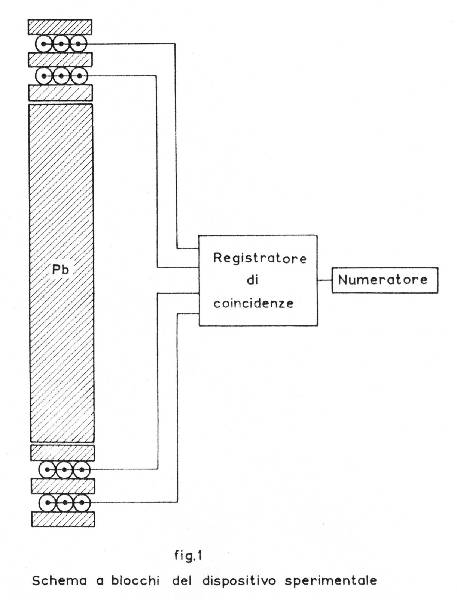 Pb
Registratore
di
coincidenze
Numeratore
fig.1
Schema a blocchi del dispositivo sperimentale